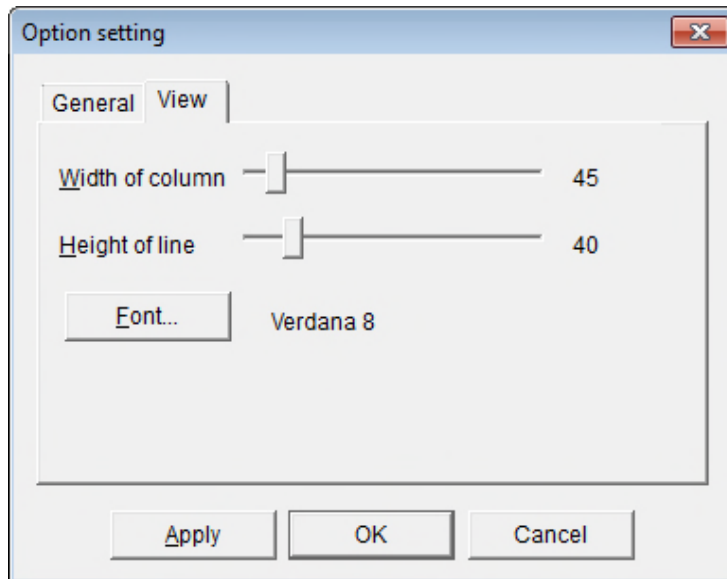 Option setting
General View
Width of column 45
Height of line 40
Font... Verdana 8
Apply OK Cancel